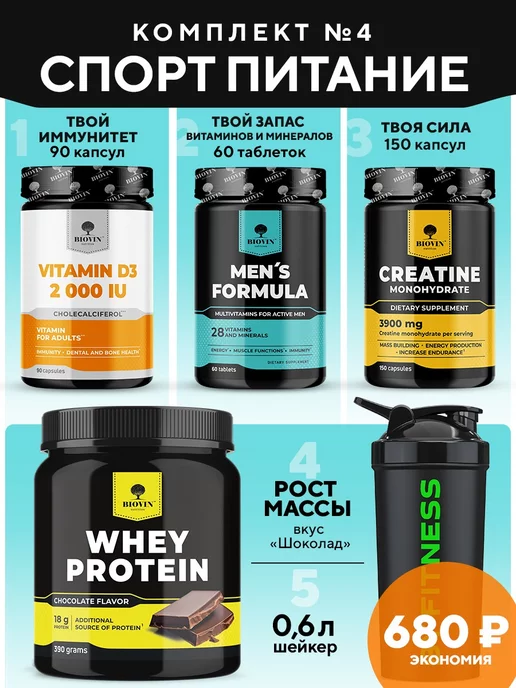 КОМПЛЕКТ №4
СПОРТ ПИТАНИЕ
1
ТВОЙ
ИММУНИТЕТ
90 капсул
2
ТВОЙ ЗАПАС
ВИТАМИНОВ И МИНЕРАЛОВ
60 таблеток
3
ТВОЯ СИЛА
150 капсул
BIOVIN
VITAMIN D3
2 000 IU
CHOLECALCIFEROL
VITAMIN
FOR ADULTS
IMMUNITY · DENTAL AND BONE HEALTH
90 capsules
BIOVIN
MEN´S
FORMULA
MULTIVITAMINS FOR ACTIVE MEN
28 VITAMINS
AND MINERALS
ENERGY · MUSCLE FUNCTIONS · IMMUNITY
DIETARY SUPPLEMENT
60 tablets
BIOVIN
CREATINE
MONOHYDRATE
DIETARY SUPPLEMENT
3900 mg
Creatine monohydrate per serving
MASS BUILDING • ENERGY PRODUCTION
• INCREASE ENDURANCE
150 capsules
BIOVIN
WHEY
PROTEIN
CHOCOLATE FLAVOR
18 g
PROTEIN
ADDITIONAL
SOURCE OF PROTEIN
390 grams
4
РОСТ
МАССЫ
вкус
«Шоколад»
5
0,6 л
шейкер
FITNESS
680 ₽
экономия